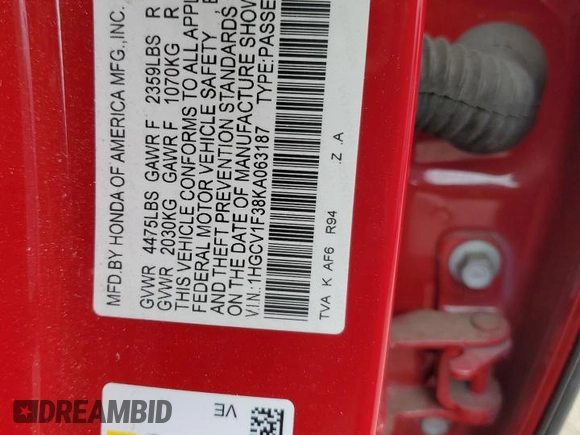 MFD.BY HONDA OF AMERICA MFG.,INC.
GVWR 4475LBS GAWR F 2359LBS R
GVWR 2030KG GAWR F 1070KG R
THIS VEHICLE CONFORMS TO ALL APPL
FEDERAL MOTOR VEHICLE SAFETY ,
AND THEFT PREVENTION STANDARDS
ON THE DATE OF MANUFACTURE SHOW
V.I.N.:1HGCV1F38KA063187 TYPE:PASSE
TVA K AF6 R94 .Z .A
VE
DREAMBID